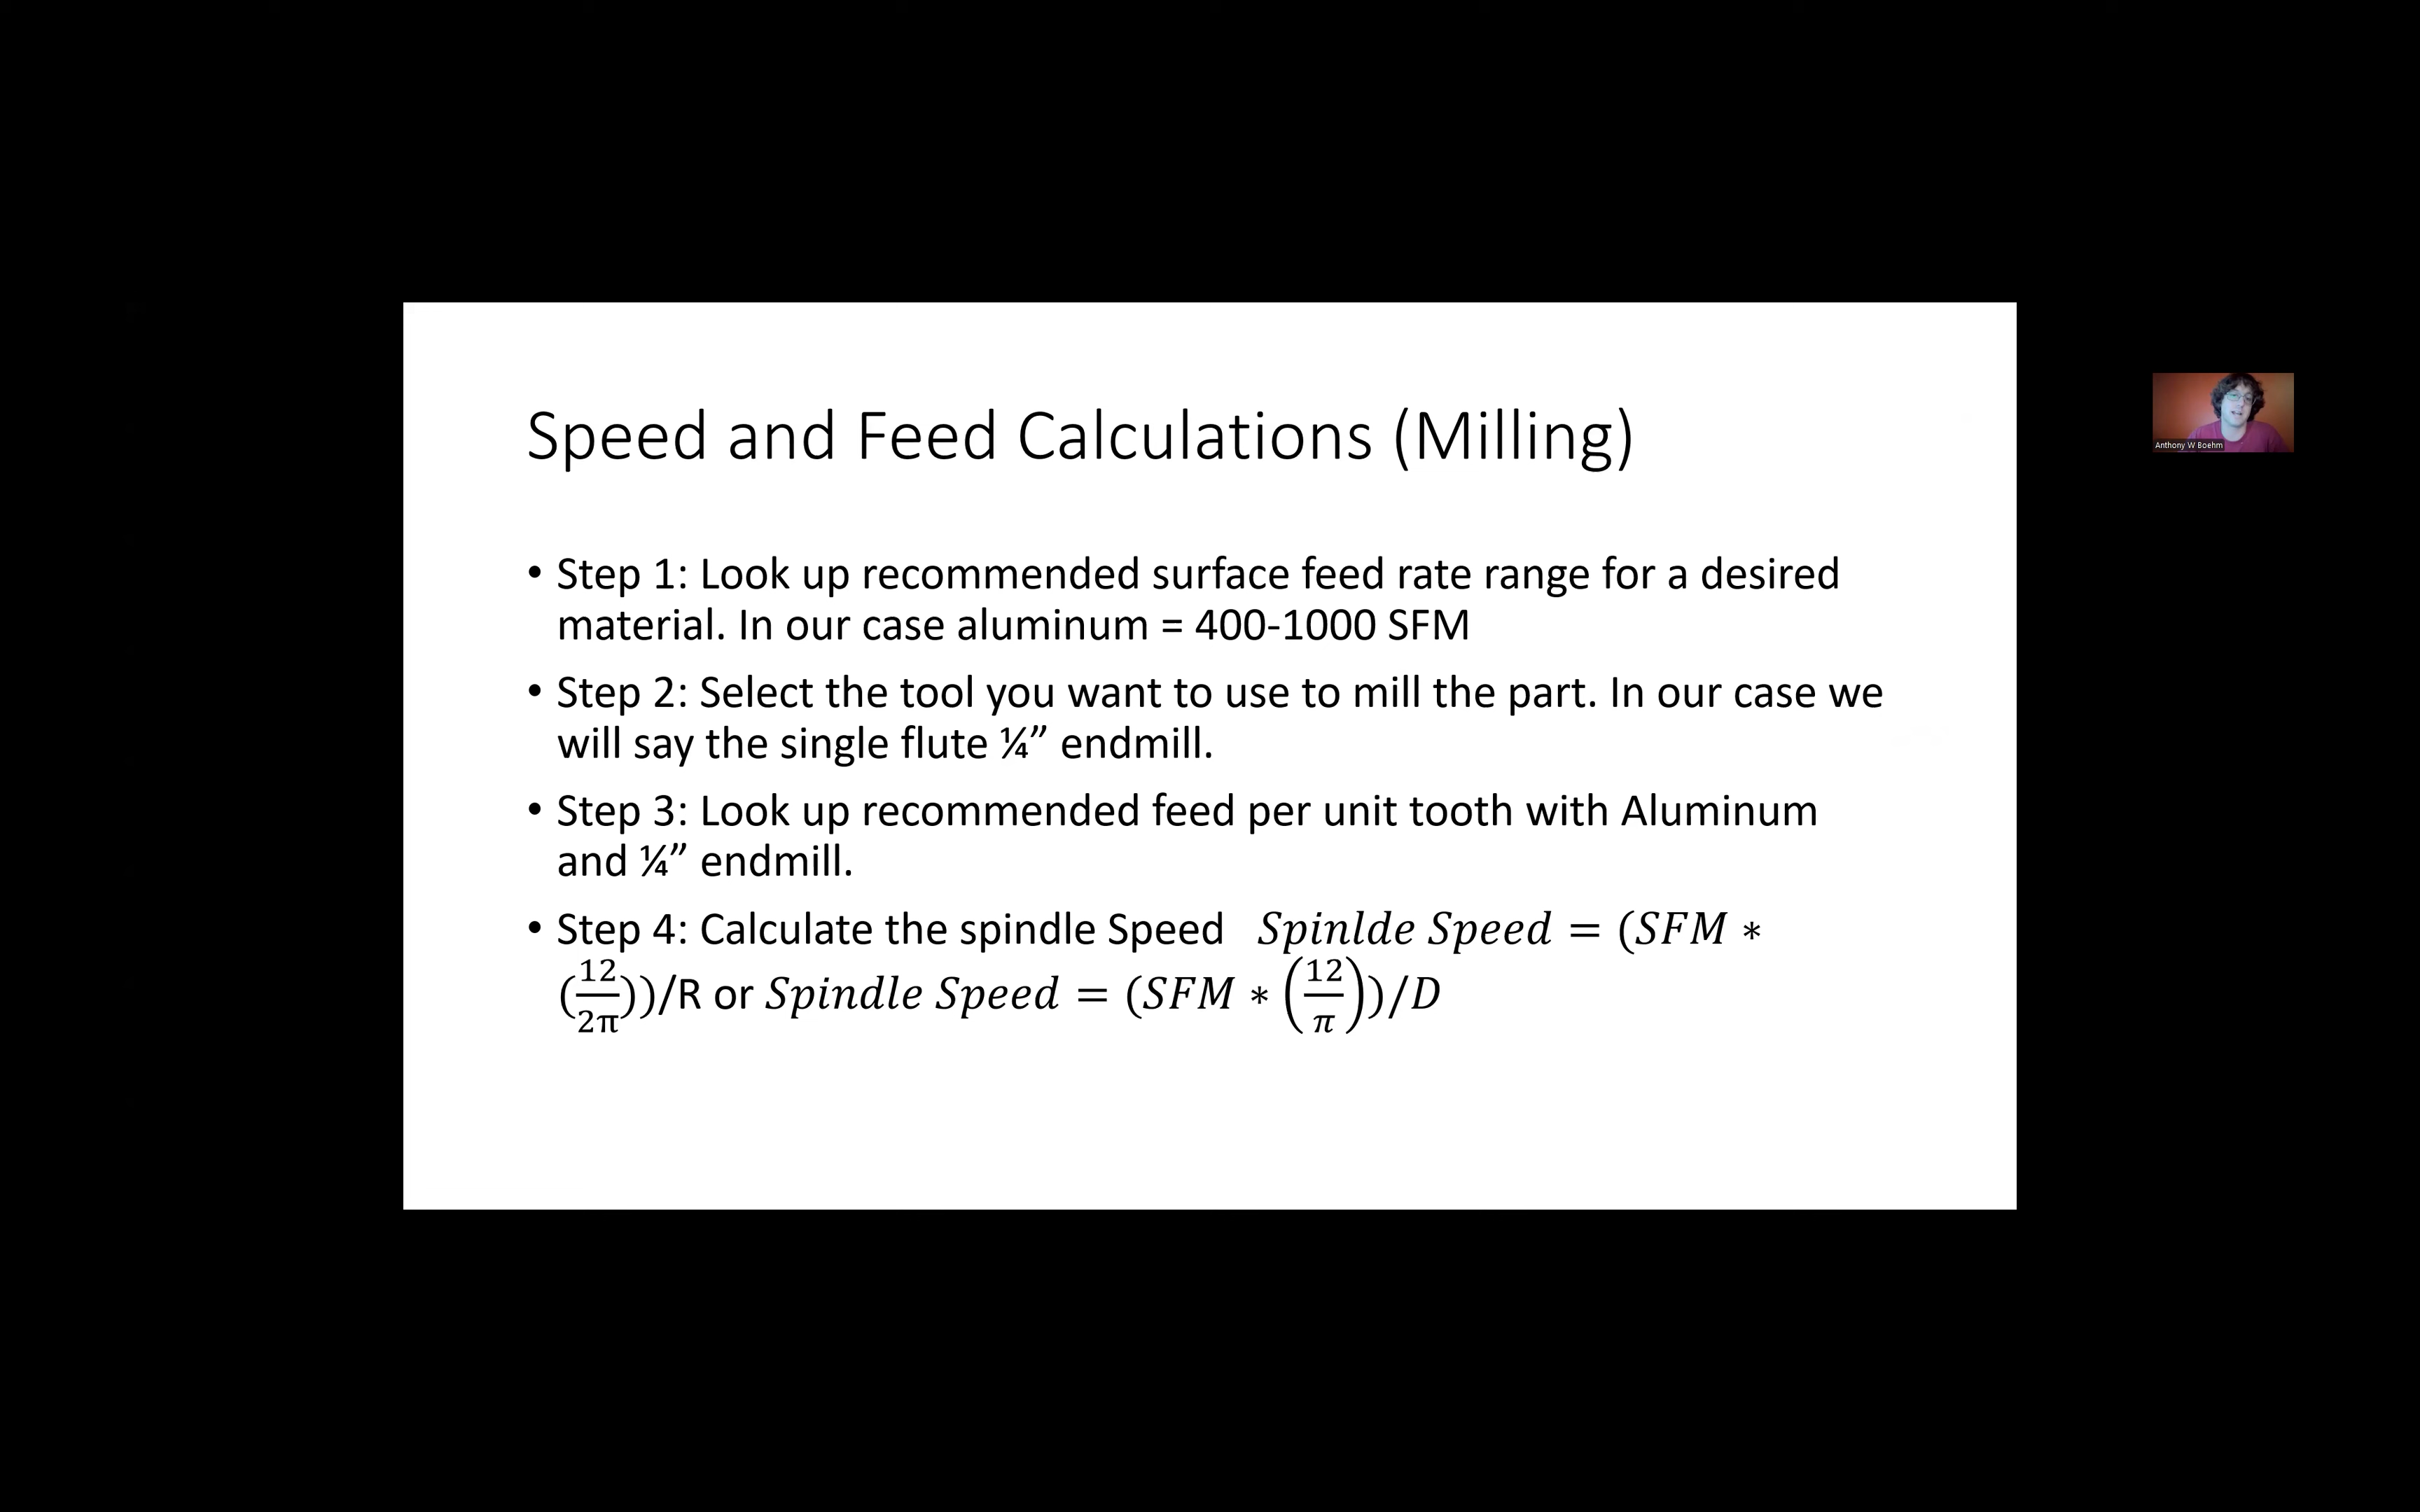 Speed and Feed Calculations (Milling)
• Step 1: Look up recommended surface feed rate range for a desired
material. In our case aluminum = 400-1000 SFM
• Step 2: Select the tool you want to use to mill the part. In our case we
will say the single flute ¼” endmill.
• Step 3: Look up recommended feed per unit tooth with Aluminum
and ¼” endmill.
• Step 4: Calculate the spindle Speed Spinlde Speed = (SFM *
(12/2π))/R or Spindle Speed = (SFM * (12/π))/D
Anthony W Boehm